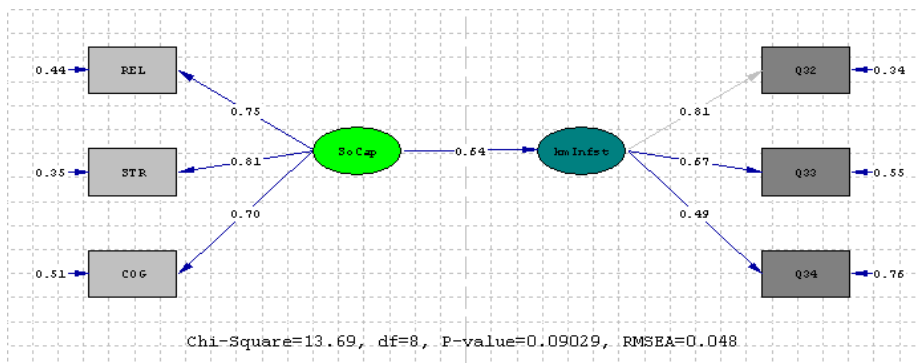 0.44 REL Q32 0.34
0.75 0.81
0.35 STR 0.81 SoCap 0.64 kmInfst 0.67 Q33 0.55
0.70 0.49
0.51 COG Q34 0.76
Chi-Square=13.69, df=8, P-value=0.09029, RMSEA=0.048